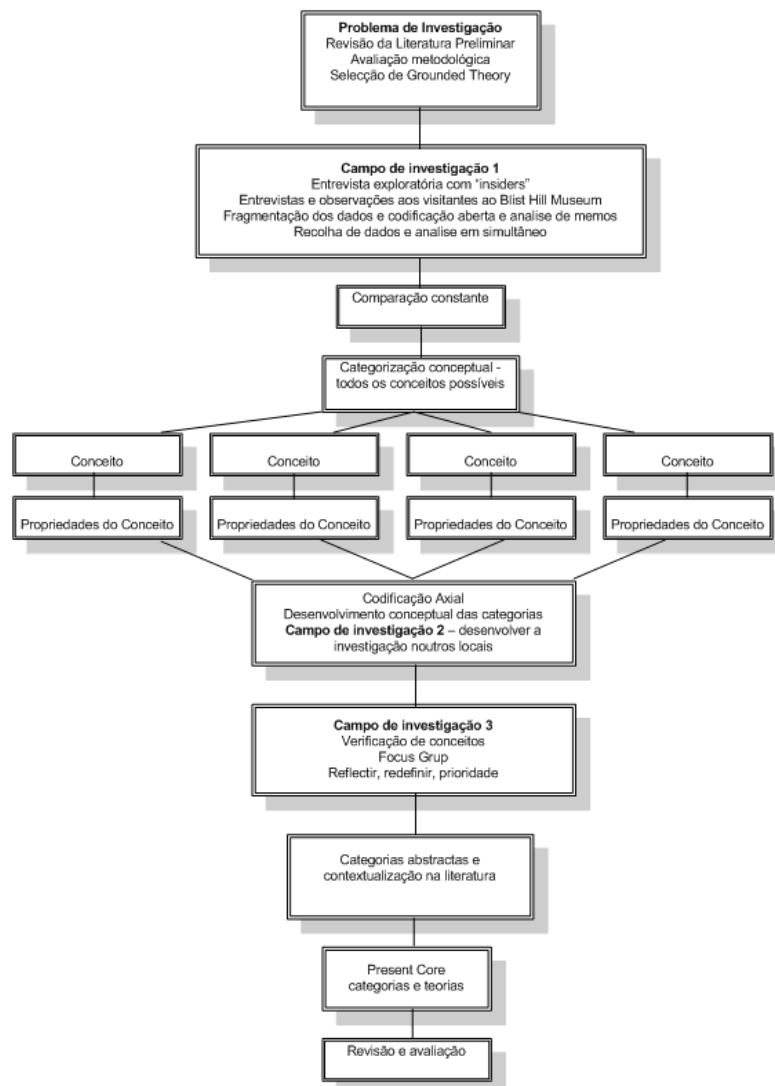 Problema de Investigação
Revisão da Literatura Preliminar
Avaliação metodológica
Selecção de Grounded Theory
Campo de investigação 1
Entrevista exploratória com “insiders”
Entrevistas e observações aos visitantes ao Blist Hill Museum
Fragmentação dos dados e codificação aberta e analise de memos
Recolha de dados e analise em simultâneo
Comparação constante
Categorização conceptual -
todos os conceitos possíveis
Conceito
Conceito
Conceito
Conceito
Propriedades do Conceito
Propriedades do Conceito
Propriedades do Conceito
Propriedades do Conceito
Codificação Axial
Desenvolvimento conceptual das categorias
Campo de investigação 2 – desenvolver a
investigação noutros locais
Campo de investigação 3
Verificação de conceitos
Focus Grup
Reflectir, redefinir, prioridade
Categorias abstractas e
contextualização na literatura
Present Core
categorias e teorias
Revisão e avaliação